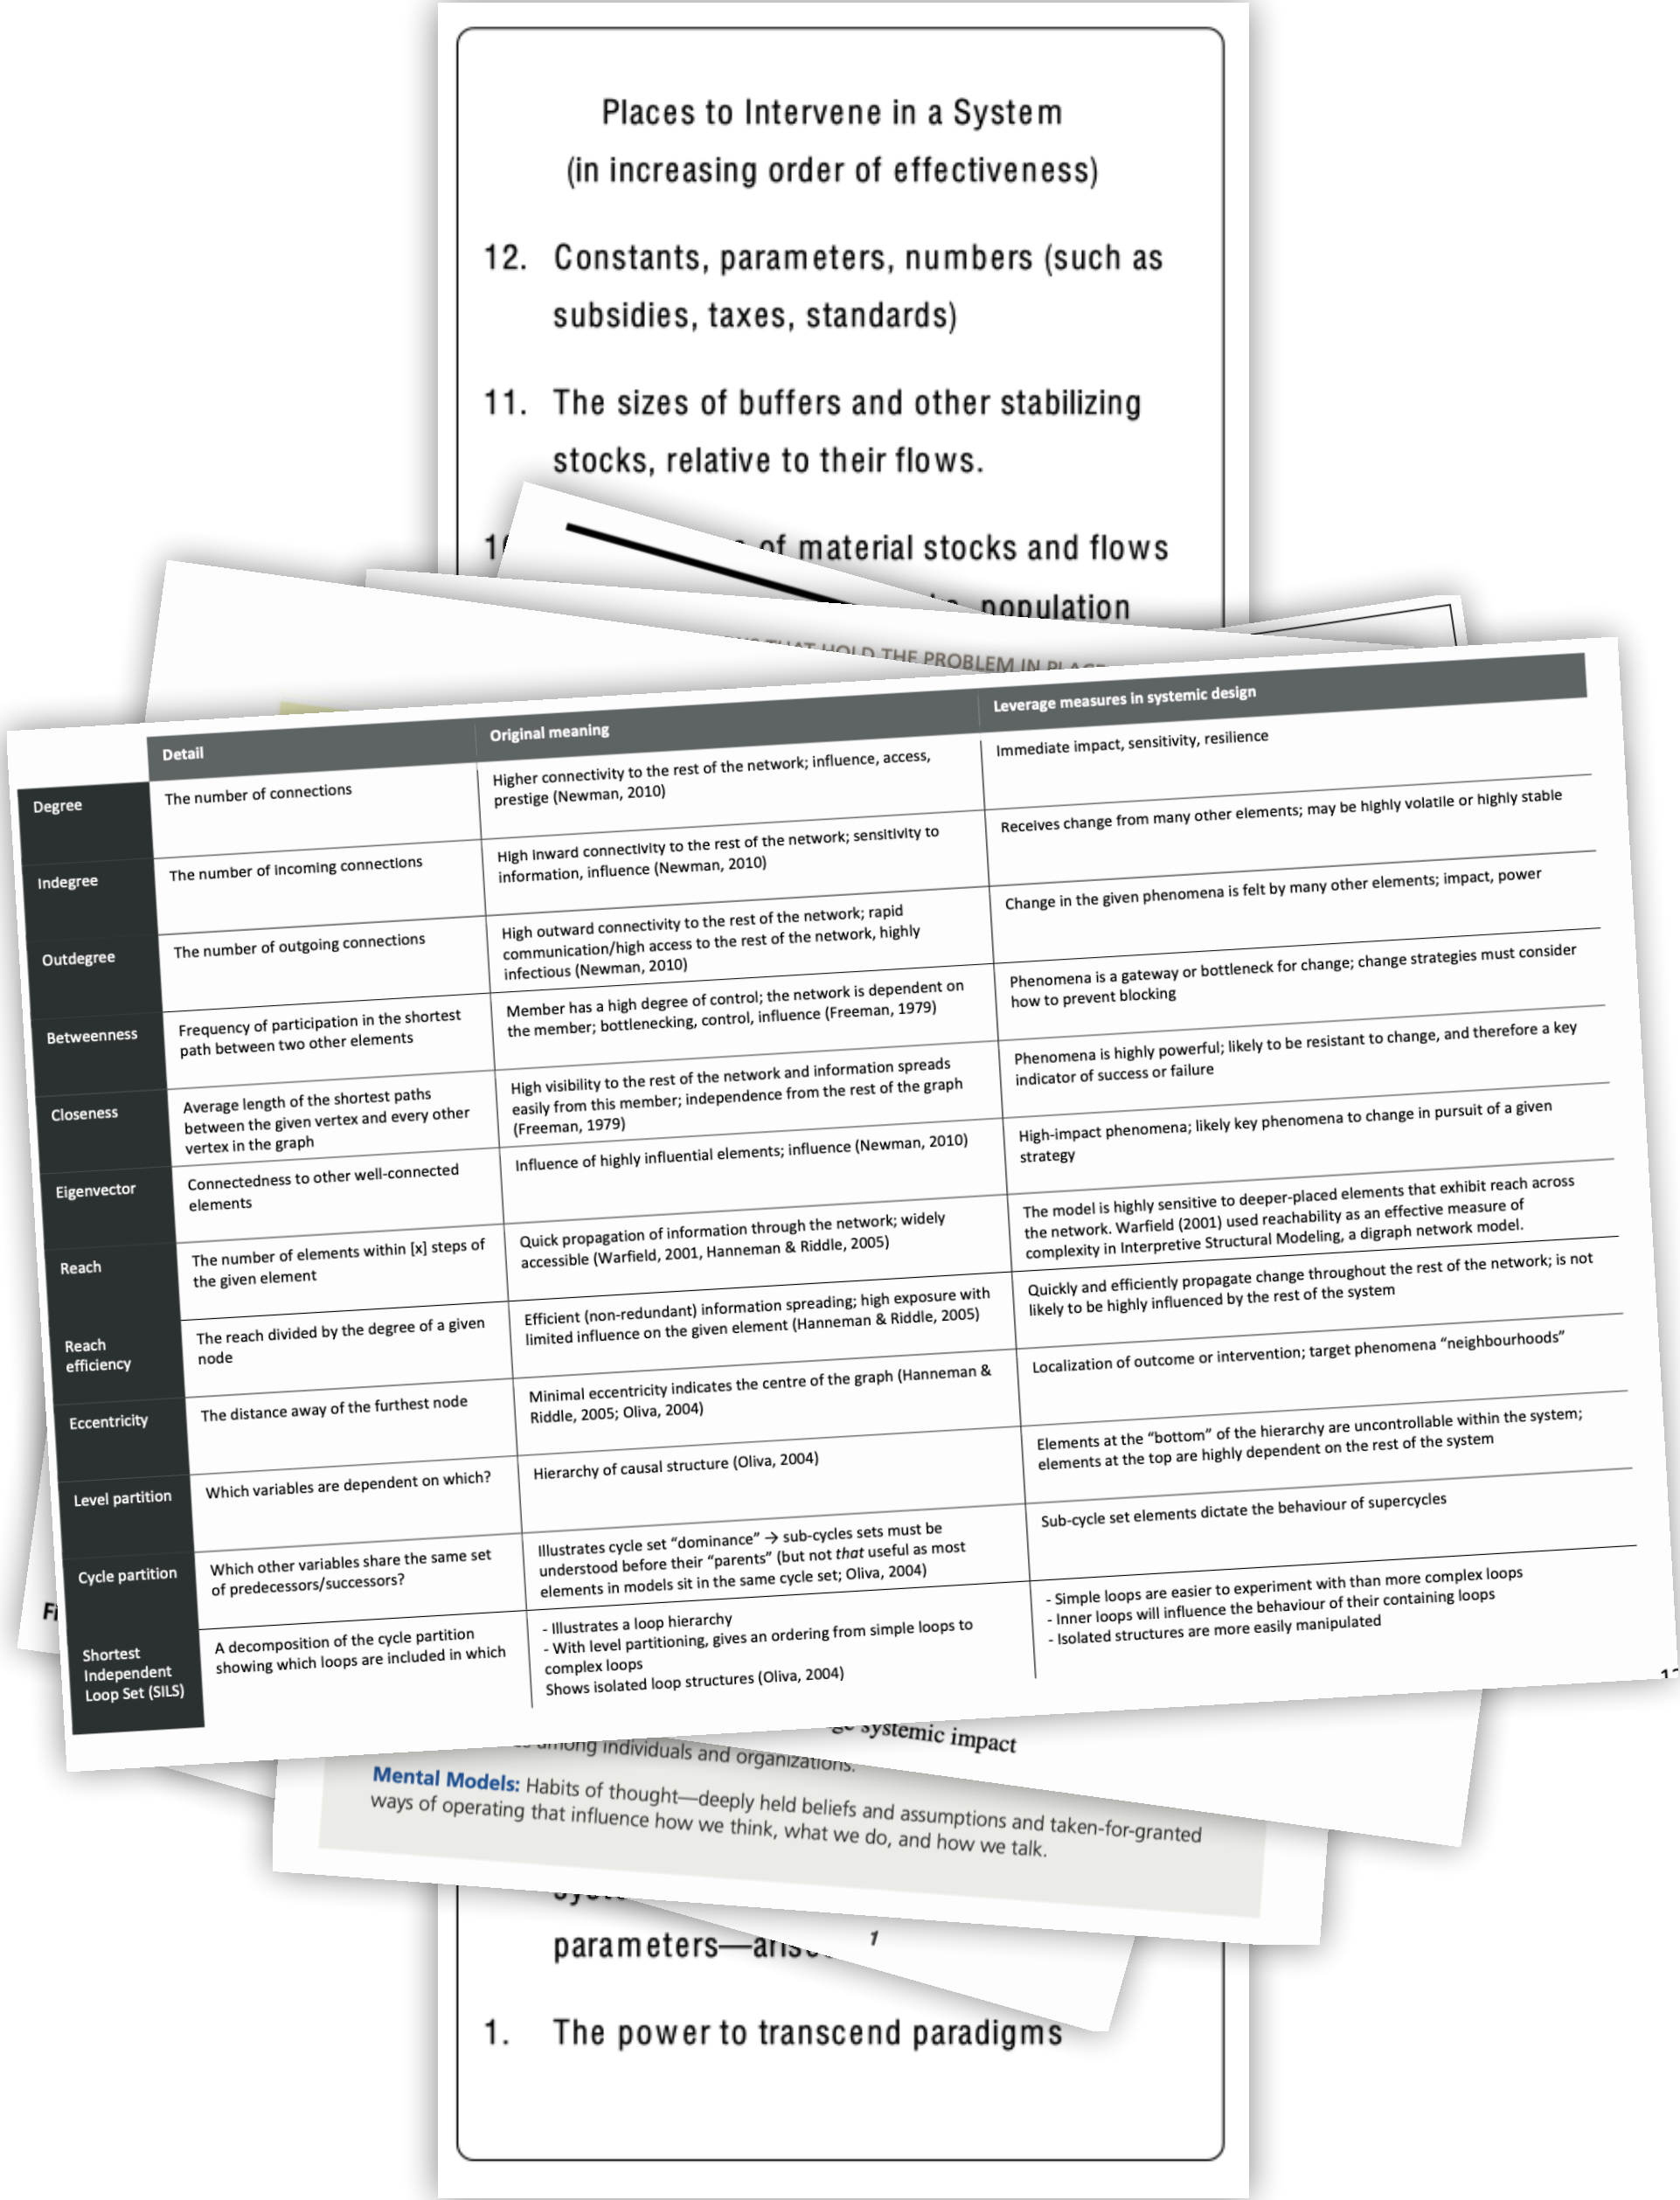 Places to Intervene in a System
(in increasing order of effectiveness)
12. Constants, parameters, numbers (such as
subsidies, taxes, standards)
11. The sizes of buffers and other stabilizing
stocks, relative to their flows.
of material stocks and flows
population
THAT HOLD THE PROBLEM IN
Detail
Original meaning
Leverage measures in systemic design
Degree
The number of connections
Higher connectivity to the rest of the network; influence, access,
prestige (Newman, 2010)
Immediate impact, sensitivity, resilience
Indegree
The number of incoming connections
High inward connectivity to the rest of the network; sensitivity to
information, influence (Newman, 2010)
Receives change from many other elements; may be highly volatile or highly stable
Outdegree
The number of outgoing connections
High outward connectivity to the rest of the network; rapid
communication/high access to the rest of the network, highly
infectious (Newman, 2010)
Change in the given phenomena is felt by many other elements; impact, power
Betweenness
Frequency of participation in the shortest
path between two other elements
Member has a high degree of control; the network is dependent on
the member; bottlenecking, control, influence (Freeman, 1979)
Phenomena is a gateway or bottleneck for change; change strategies must consider
how to prevent blocking
Closeness
Average length of the shortest paths
between the given vertex and every other
vertex in the graph
High visibility to the rest of the network and information spreads
easily from this member; independence from the rest of the graph
(Freeman, 1979)
Phenomena is highly powerful; likely to be resistant to change, and therefore a key
indicator of success or failure
Eigenvector
Connectedness to other well-connected
elements
Influence of highly influential elements; influence (Newman, 2010)
High-impact phenomena; likely key phenomena to change in pursuit of a given
strategy
Reach
The number of elements within [x] steps of
the given element
Quick propagation of information through the network; widely
accessible (Warfield, 2001, Hanneman & Riddle, 2005)
The model is highly sensitive to deeper-placed elements that exhibit reach across
the network. Warfield (2001) used reachability as an effective measure of
complexity in Interpretive Structural Modeling, a digraph network model.
Reach
efficiency
The reach divided by the degree of a given
node
Efficient (non-redundant) information spreading; high exposure with
limited influence on the given element (Hanneman & Riddle, 2005)
Quickly and efficiently propagate change throughout the rest of the network; is not
likely to be highly influenced by the rest of the system
Eccentricity
The distance away of the furthest node
Minimal eccentricity indicates the centre of the graph (Hanneman &
Riddle, 2005; Oliva, 2004)
Localization of outcome or intervention; target phenomena “neighbourhoods”
Level partition
Which variables are dependent on which?
Hierarchy of causal structure (Oliva, 2004)
Elements at the “bottom” of the hierarchy are uncontrollable within the system;
elements at the top are highly dependent on the rest of the system
Cycle partition
Which other variables share the same set
of predecessors/successors?
Illustrates cycle set “dominance” → sub-cycles sets must be
understood before their “parents” (but not that useful as most
elements in models sit in the same cycle set; Oliva, 2004)
Sub-cycle set elements dictate the behaviour of supercycles
Shortest
Independent
Loop Set (SILS)
A decomposition of the cycle partition
showing which loops are included in which
- Illustrates a loop hierarchy
- With level partitioning, gives an ordering from simple loops to
complex loops
Shows isolated loop structures (Oliva, 2004)
- Simple loops are easier to experiment with than more complex loops
- Inner loops will influence the behaviour of their containing loops
- Isolated structures are more easily manipulated
systemic impact
among individuals and organizations.
Mental Models: Habits of thought—deeply held beliefs and assumptions and taken-for-granted
ways of operating that influence how we think, what we do, and how we talk.
parameters—
1
1. The power to transcend paradigms